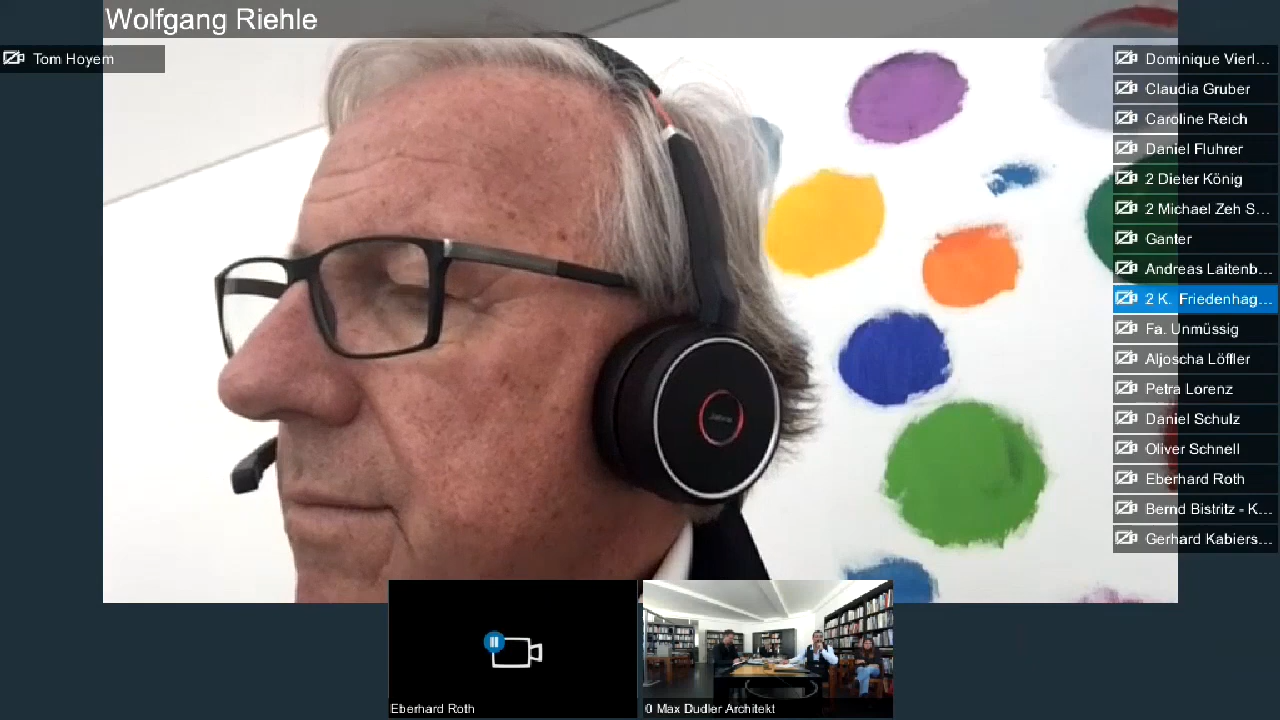 Wolfgang Riehle
Tom Hoyem
Dominique Vierl...
Claudia Gruber
Caroline Reich
Daniel Fluhrer
2 Dieter König
2 Michael Zeh S...
Ganter
Andreas Laitenb...
2 K. Friedenhag...
Fa. Unmüssig
Aljoscha Löffler
Petra Lorenz
Daniel Schulz
Oliver Schnell
Eberhard Roth
Bernd Bistritz - K...
Gerhard Kabiers...
Eberhard Roth
0 Max Dudler Architekt